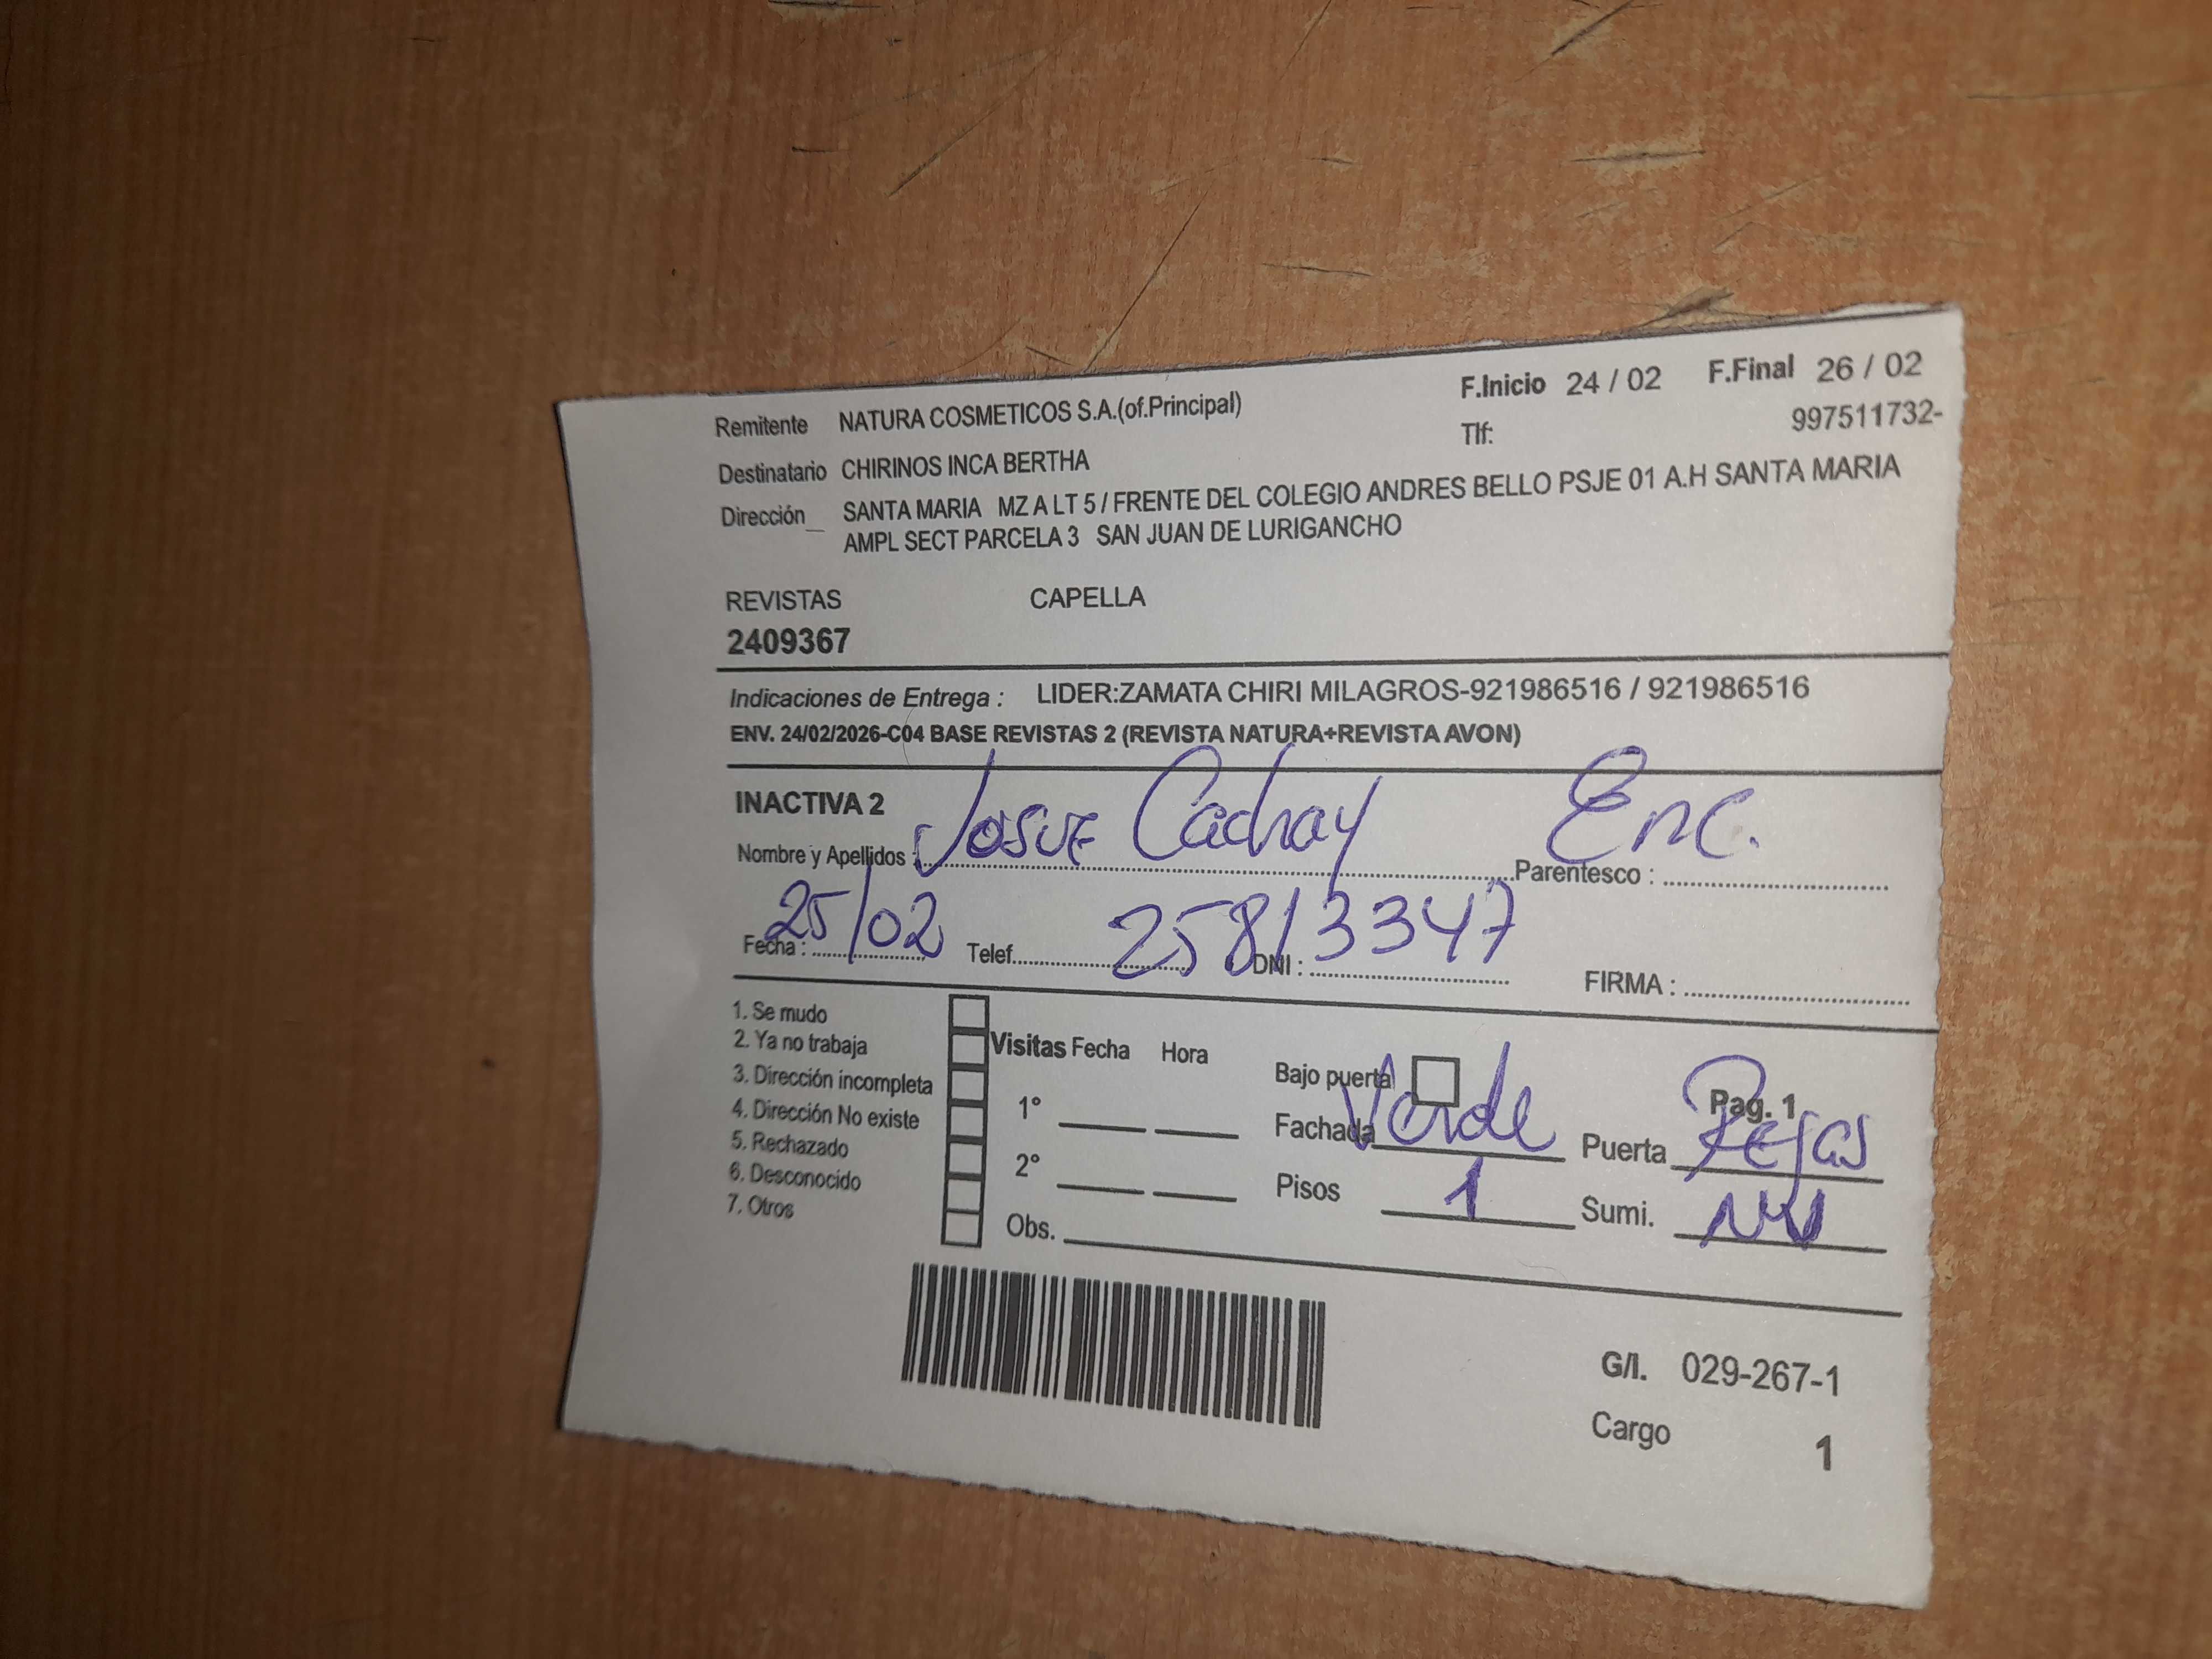 Remitente NATURA COSMETICOS S.A.(of.Principal) F.Inicio 24 / 02 F.Final 26 / 02
Tlf: 997511732-
Destinatario CHIRINOS INCA BERTHA
Dirección_ SANTA MARIA MZ A LT 5 / FRENTE DEL COLEGIO ANDRES BELLO PSJE 01 A.H SANTA MARIA
AMPL SECT PARCELA 3 SAN JUAN DE LURIGANCHO
REVISTAS CAPELLA
2409367
Indicaciones de Entrega : LIDER:ZAMATA CHIRI MILAGROS-921986516 / 921986516
ENV. 24/02/2026-C04 BASE REVISTAS 2 (REVISTA NATURA+REVISTA AVON)
INACTIVA 2
Nombre y Apellidos : Josue Cachay Parentesco : Enc.
Fecha : 25/02 Telef. DNI : 25813347 FIRMA :
1. Se mudo
2. Ya no trabaja
3. Dirección incompleta
4. Dirección No existe
5. Rechazado
6. Desconocido
7. Otros
Visitas Fecha Hora
1°
2°
Obs.
Bajo puerta Pag. 1
Fachada Verde Puerta Rejas
Pisos 1 Sumi.
G/I. 029-267-1
Cargo 1